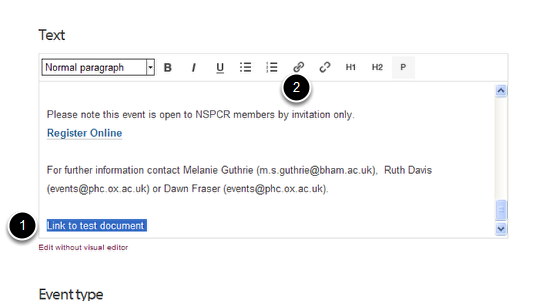 Text
Normal paragraph B I U H1 H2 P
2
Please note this event is open to NSPCR members by invitation only.
Register Online
For further information contact Melanie Guthrie (m.s.guthrie@bham.ac.uk), Ruth Davis
(events@phc.ox.ac.uk) or Dawn Fraser (events@phc.ox.ac.uk).
1 Link to test document
Edit without visual editor
Event type